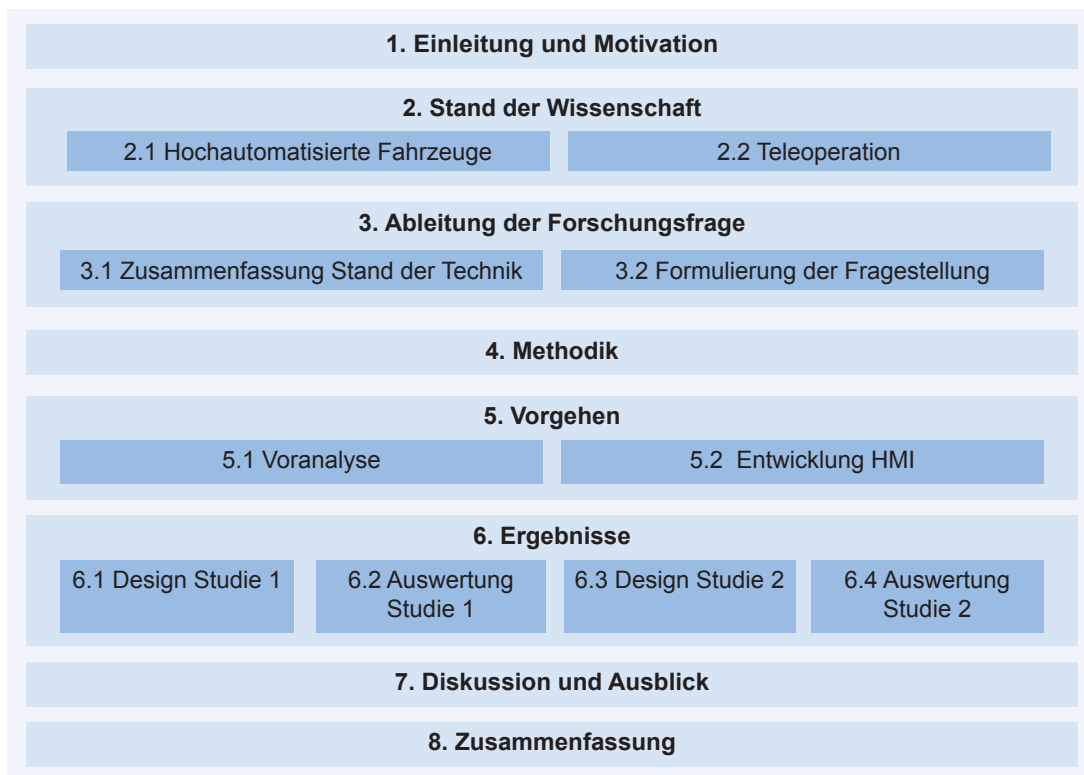 1. Einleitung und Motivation
2. Stand der Wissenschaft
2.1 Hochautomatisierte Fahrzeuge
2.2 Teleoperation
3. Ableitung der Forschungsfrage
3.1 Zusammenfassung Stand der Technik
3.2 Formulierung der Fragestellung
4. Methodik
5. Vorgehen
5.1 Voranalyse
5.2 Entwicklung HMI
6. Ergebnisse
6.1 Design Studie 1
6.2 Auswertung
Studie 1
6.3 Design Studie 2
6.4 Auswertung
Studie 2
7. Diskussion und Ausblick
8. Zusammenfassung